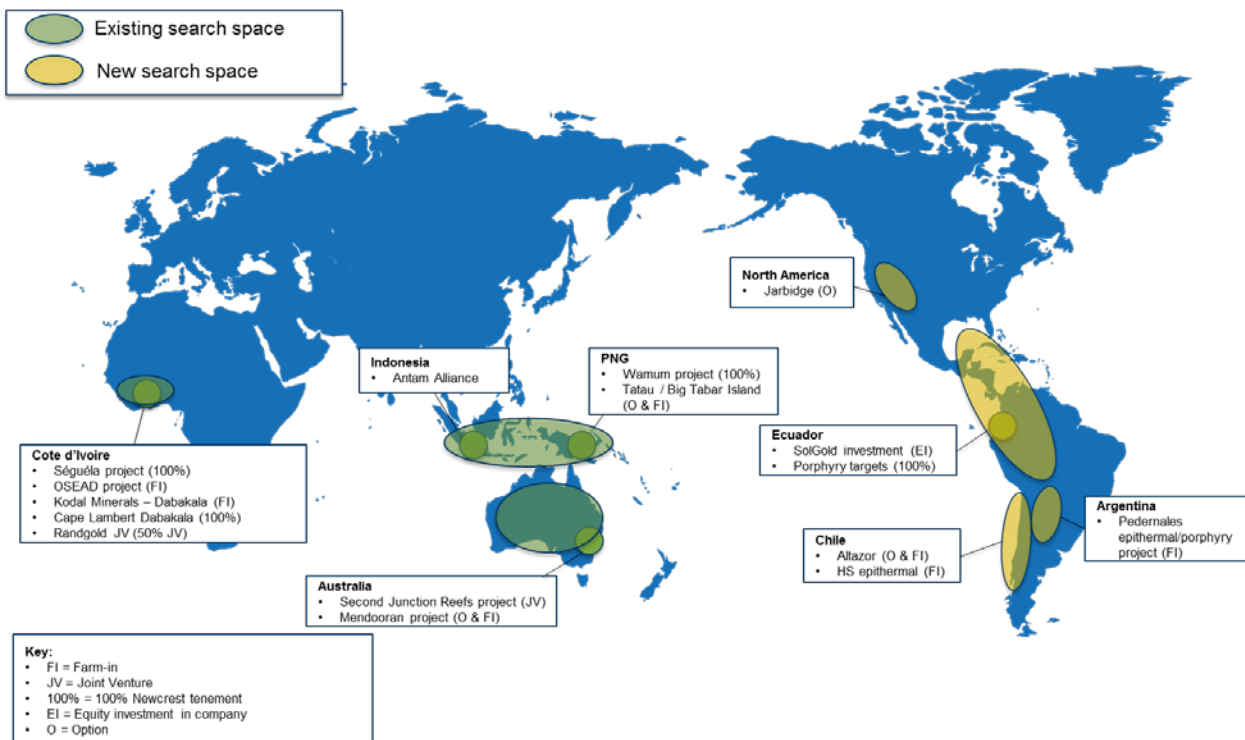 Existing search space
New search space
North America
• Jarbidge (O)
Indonesia
• Antam Alliance
PNG
• Wamum project (100%)
• Tatau / Big Tabar Island
(O & FI)
Cote d'Ivoire
• Séguéla project (100%)
• OSEAD project (FI)
• Kodal Minerals – Dabakala (FI)
• Cape Lambert Dabakala (100%)
• Randgold JV (50% JV)
Ecuador
• SolGold investment (EI)
• Porphyry targets (100%)
Argentina
• Pedernales
epithermal/porphyry
project (FI)
Chile
• Altazor (O & FI)
• HS epithermal (FI)
Australia
• Second Junction Reefs project (JV)
• Mendooran project (O & FI)
Key:
• FI = Farm-in
• JV = Joint Venture
• 100% = 100% Newcrest tenement
• EI = Equity investment in company
• O = Option